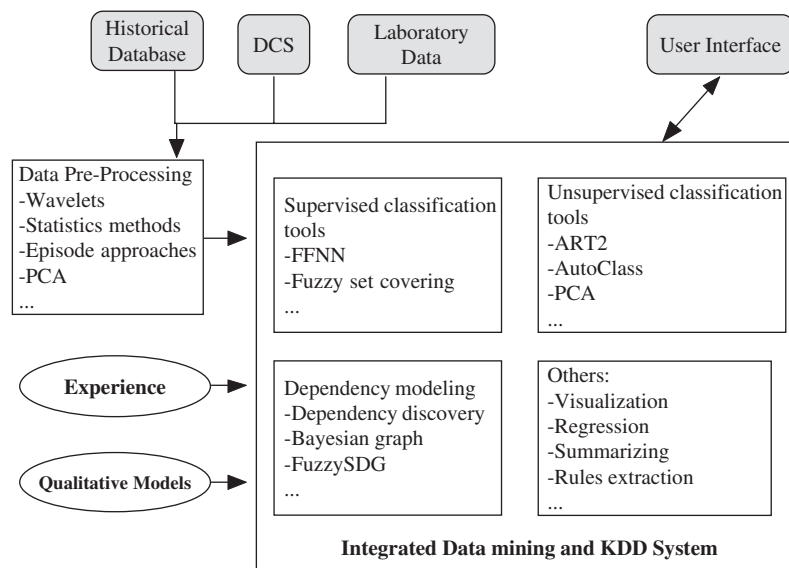 Historical
Database
DCS
Laboratory
Data
User Interface
Data Pre-Processing
-Wavelets
-Statistics methods
-Episode approaches
-PCA
...
Supervised classification
tools
-FFNN
-Fuzzy set covering
...
Unsupervised classification
tools
-ART2
-AutoClass
-PCA
...
Experience
Qualitative Models
Dependency modeling
-Dependency discovery
-Bayesian graph
-FuzzySDG
...
Others:
-Visualization
-Regression
-Summarizing
-Rules extraction
...
Integrated Data mining and KDD System